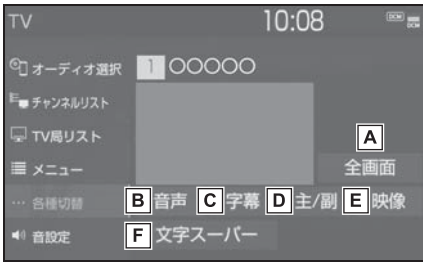 TV 10:08 DCM
オーディオ選択 1 ○○○○○
チャンネルリスト
TV局リスト
A
メニュー 全画面
… 各種切替 B 音声 C 字幕 D 主/副 E 映像
音設定 F 文字スーパー